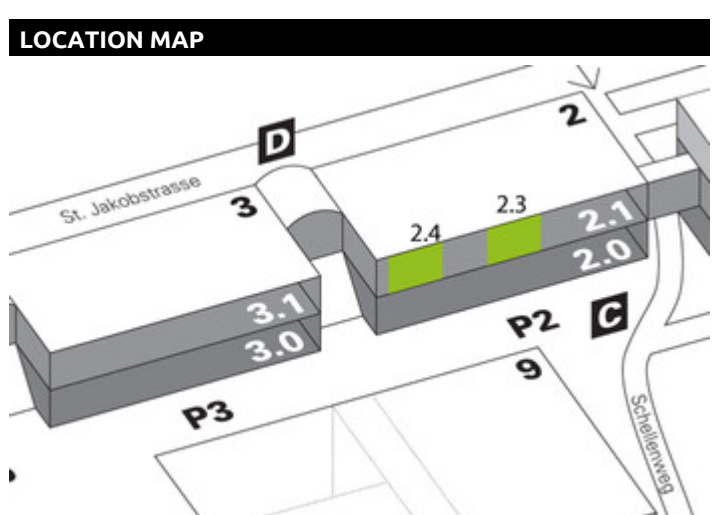 LOCATION MAP
2
D
St. Jakobstrasse
3
2.3
2.4
2.1
2.0
3.1
3.0
P2
C
9
P3
Schellenweg